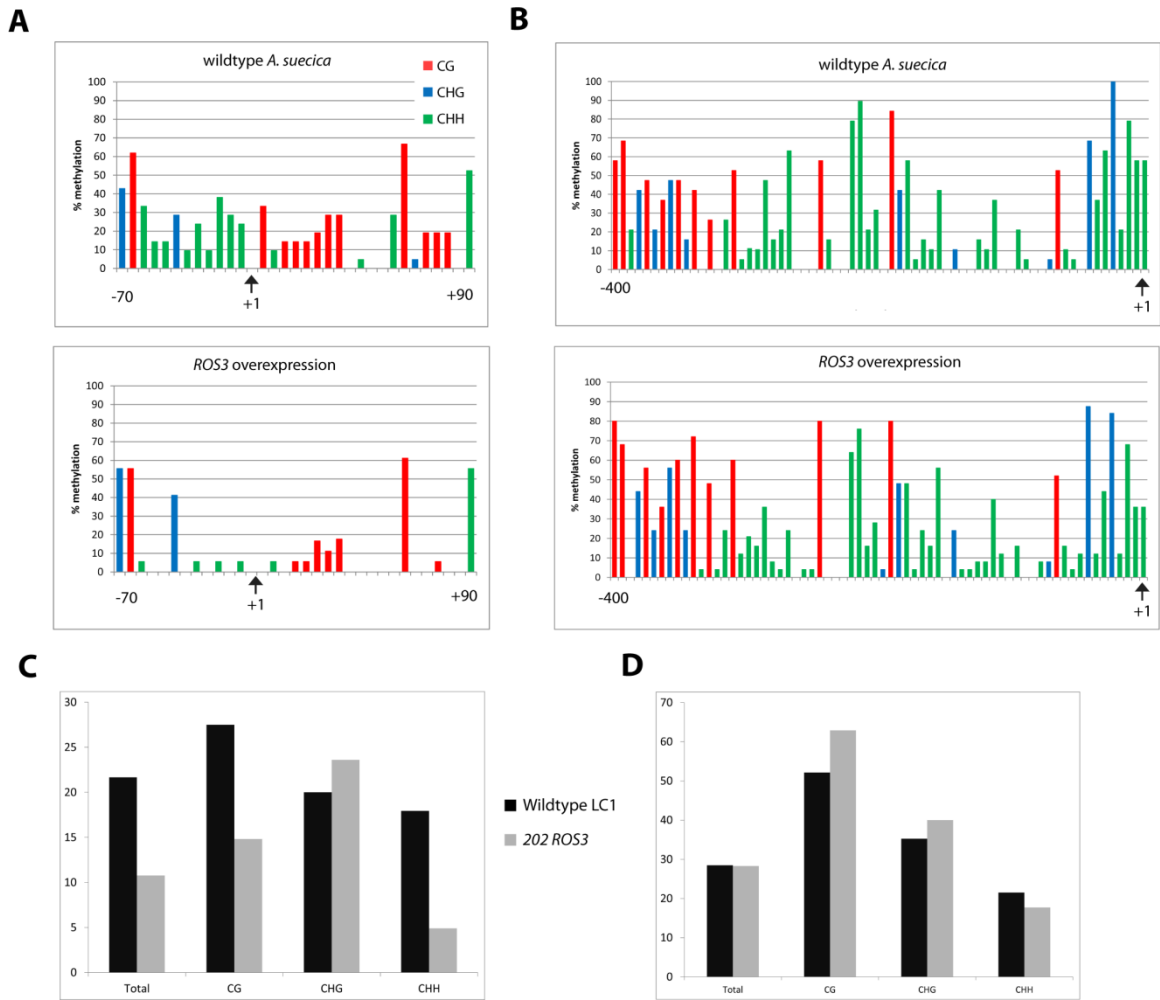 A
wildtype A. suecica
CG
CHG
CHH
% methylation
100
90
80
70
60
50
40
30
20
10
0
-70
+1
+90
ROS3 overexpression
% methylation
100
90
80
70
60
50
40
30
20
10
0
-70
+1
+90
B
wildtype A. suecica
% methylation
100
90
80
70
60
50
40
30
20
10
0
-400
+1
ROS3 overexpression
% methylation
100
90
80
70
60
50
40
30
20
10
0
-400
+1
C
30
25
20
15
10
5
0
Total
CG
CHG
CHH
Wildtype LC1
202 ROS3
D
70
60
50
40
30
20
10
0
Total
CG
CHG
CHH